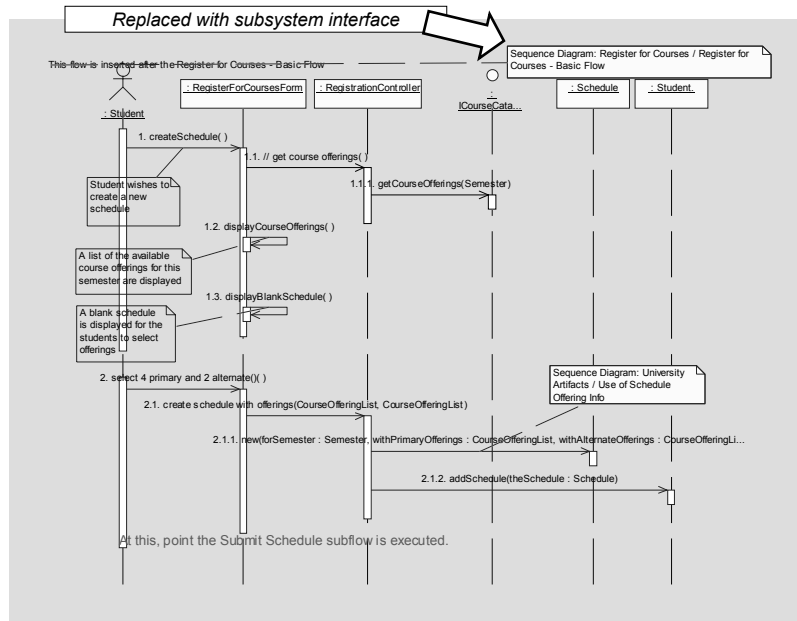 Replaced with subsystem interface
Sequence Diagram: Register for Courses / Register for
Courses - Basic Flow
This flow is inserted after the Register for Courses - Basic Flow
: Student
: RegisterForCoursesForm
: RegistrationController
:
ICourseCata...
: Schedule
: Student.
1. createSchedule( )
1.1. // get course offerings( )
Student wishes to
create a new
schedule
1.1.1. getCourseOfferings(Semester)
1.2. displayCourseOfferings( )
A list of the available
course offerings for this
semester are displayed
1.3. displayBlankSchedule( )
A blank schedule
is displayed for the
students to select
offerings
2. select 4 primary and 2 alternate()( )
Sequence Diagram: University
Artifacts / Use of Schedule
Offering Info
2.1. create schedule with offerings(CourseOfferingList, CourseOfferingList)
2.1.1. new(forSemester : Semester, withPrimaryOfferings : CourseOfferingList, withAlternateOfferings : CourseOfferingLi...
2.1.2. addSchedule(theSchedule : Schedule)
At this, point the Submit Schedule subflow is executed.